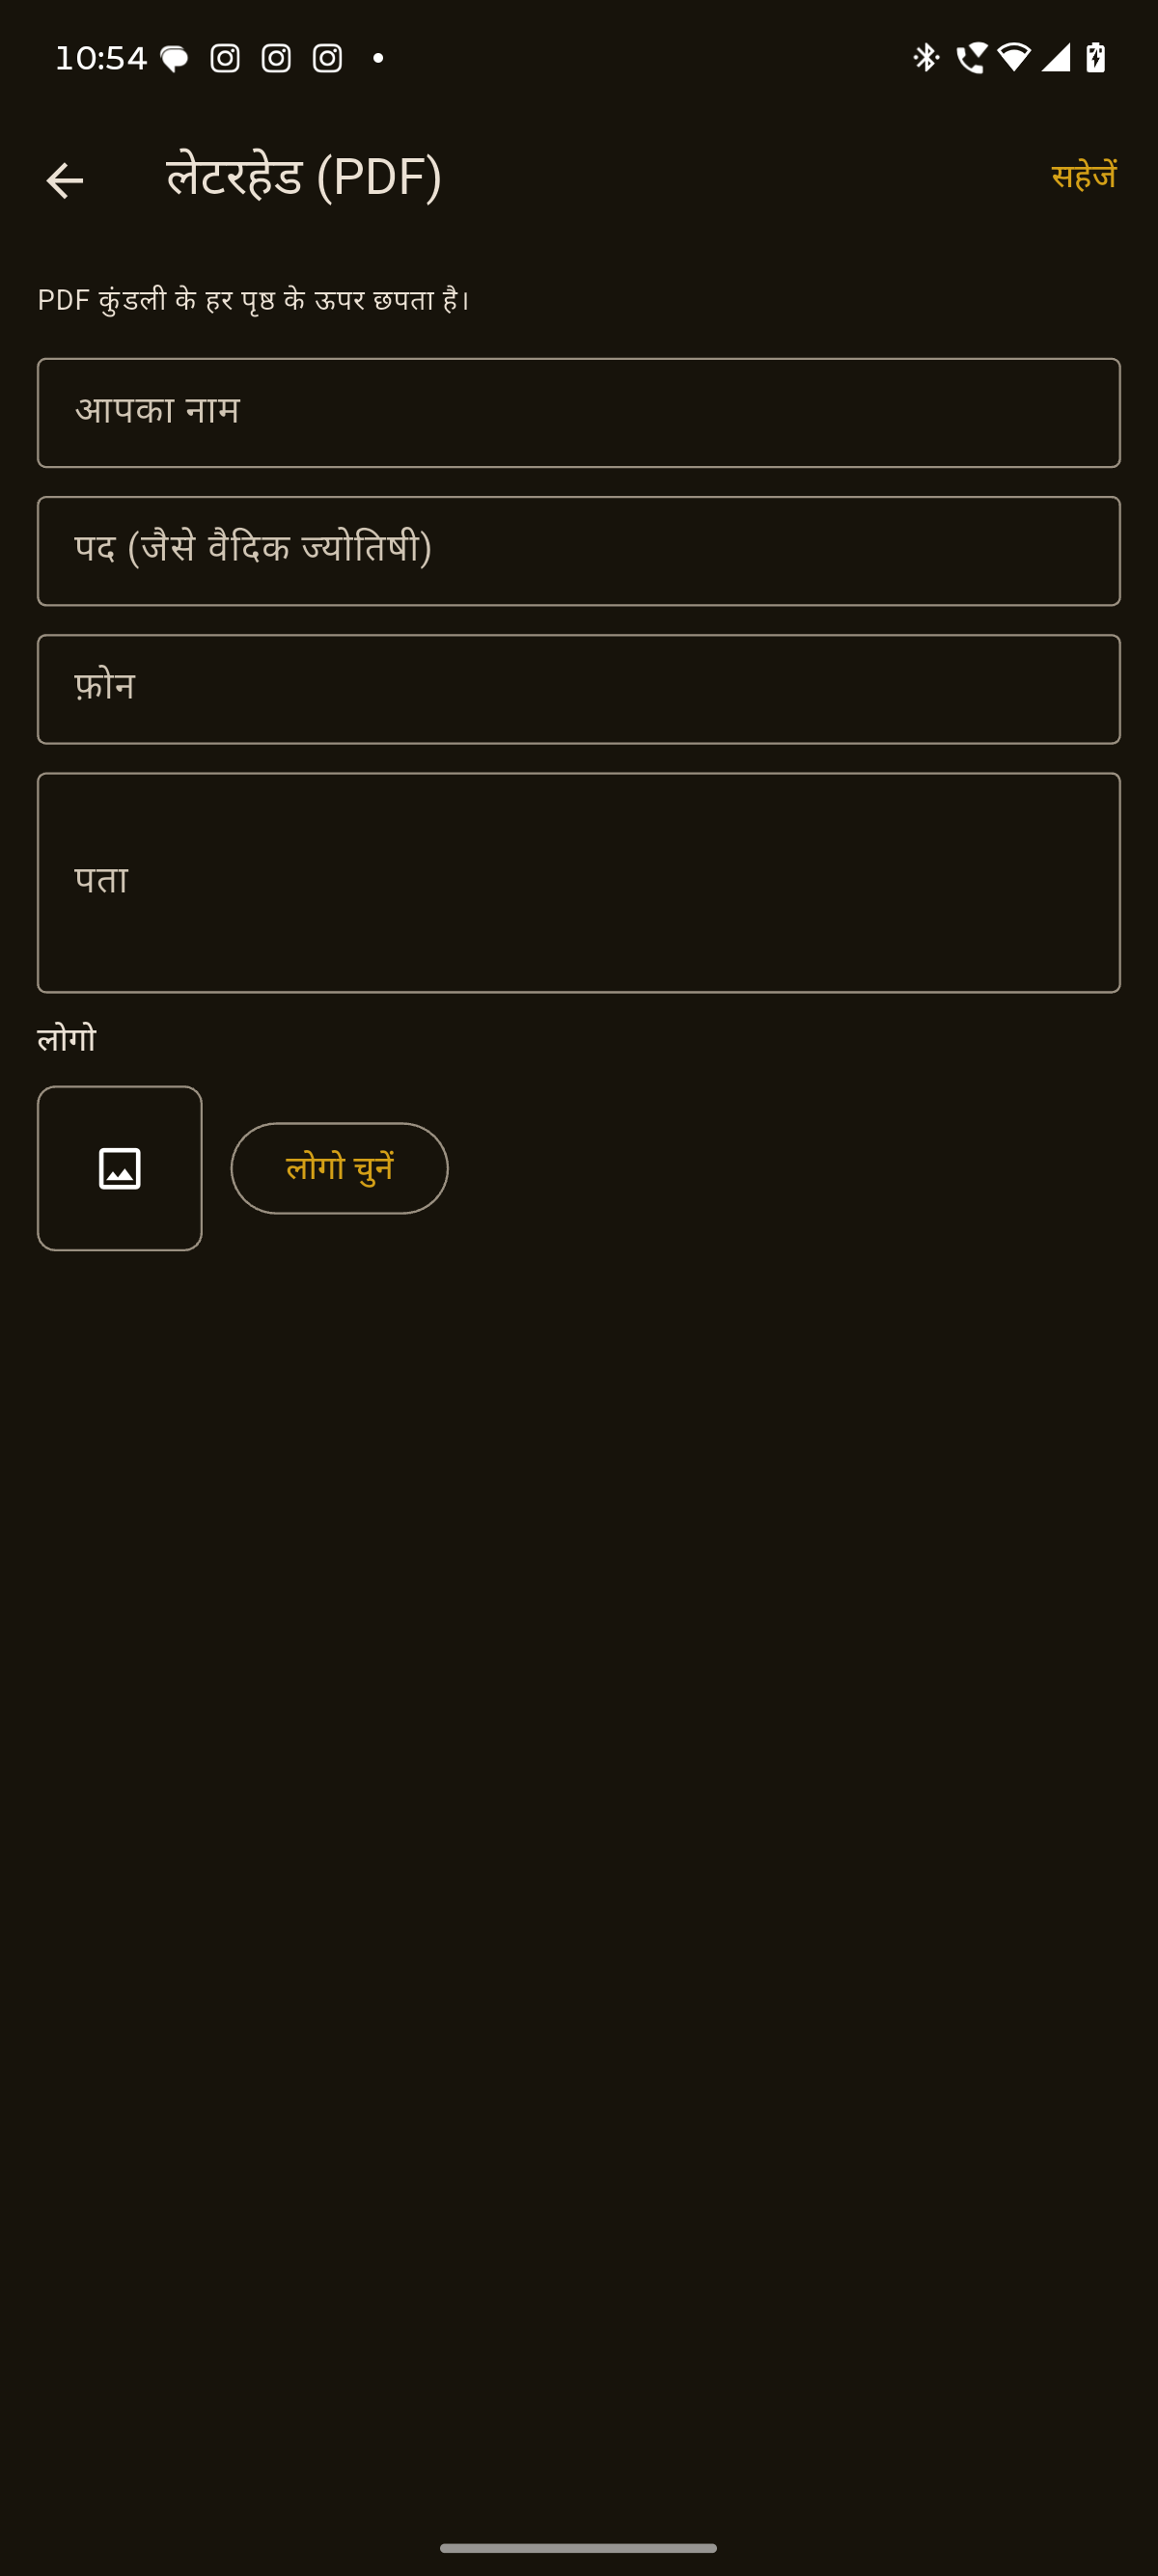 10:54
लेटरहेड (PDF)
सहेजें
PDF कुंडली के हर पृष्ठ के ऊपर छपता है।
आपका नाम
पद (जैसे वैदिक ज्योतिषी)
फ़ोन
पता
लोगो
लोगो चुनें